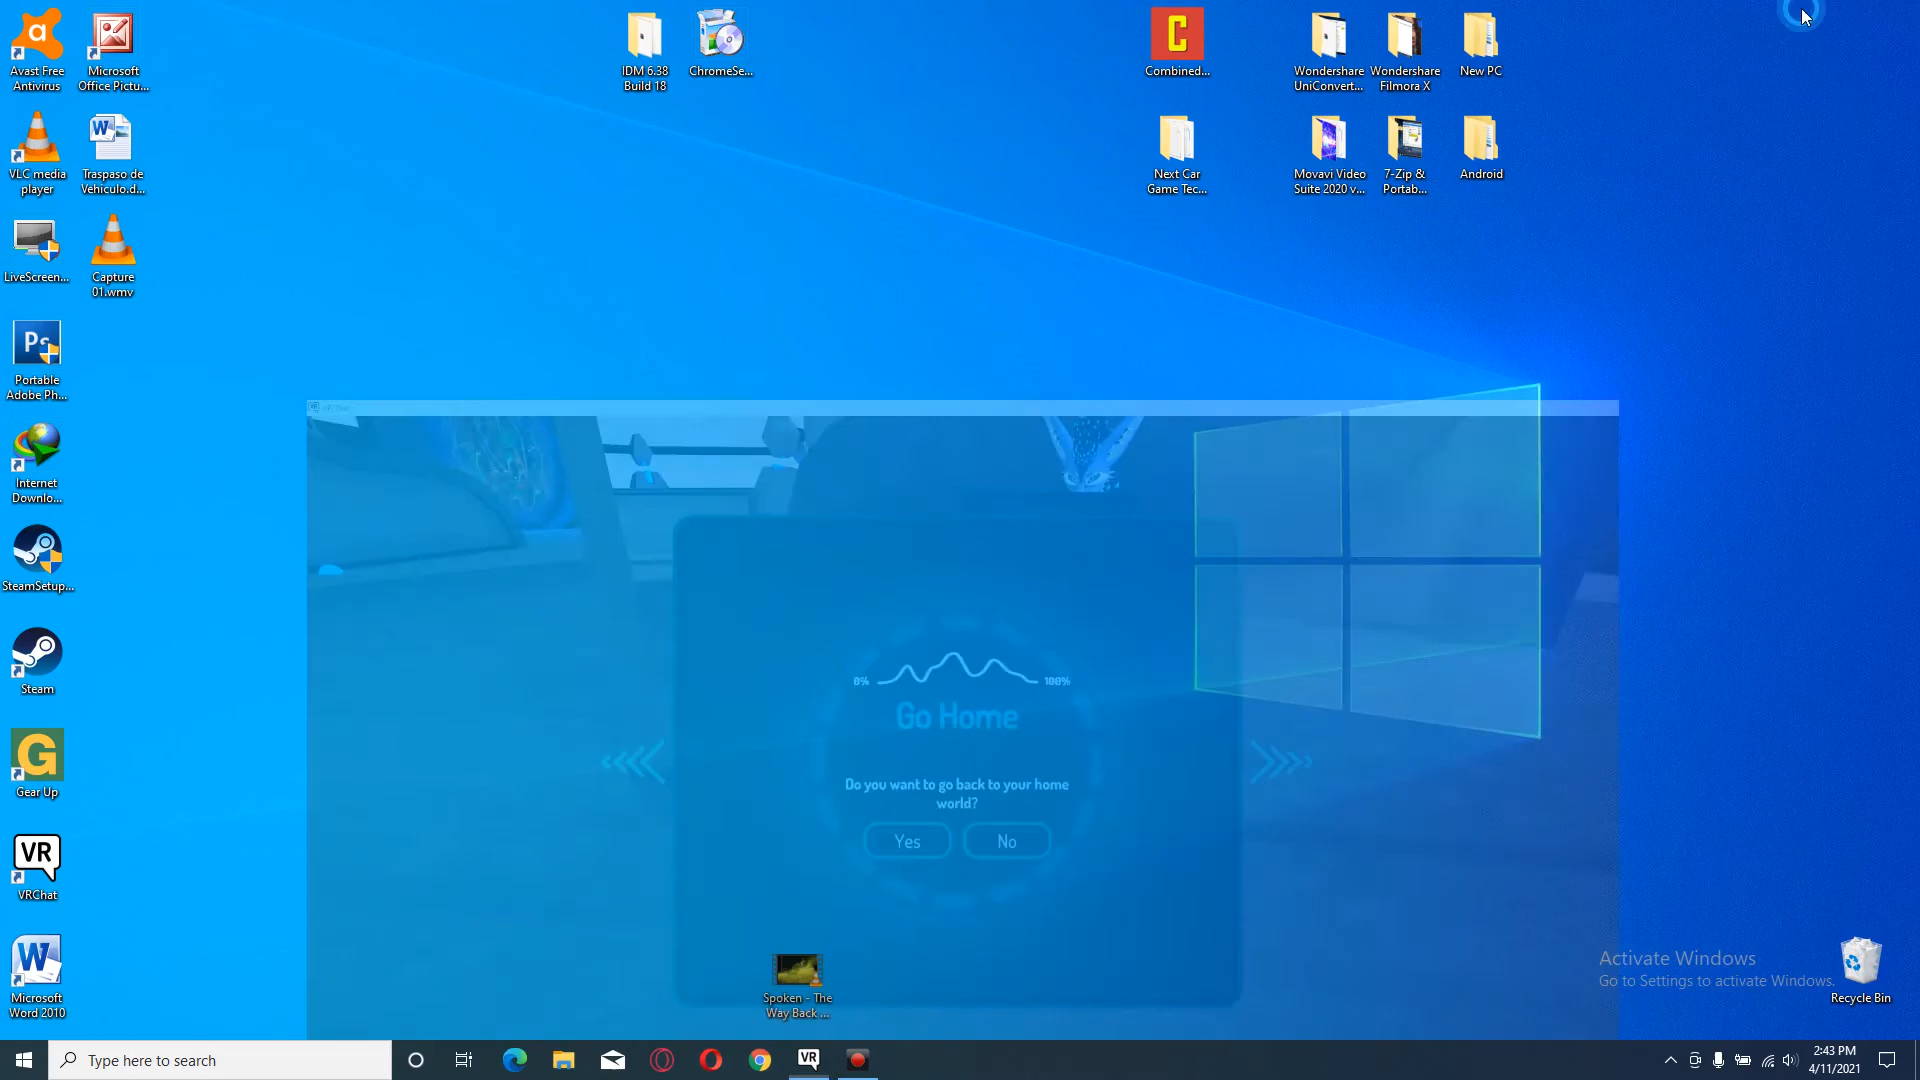 Avast Free
Antivirus
Microsoft
Office Pictu...
IDM 6.38
Build 18
ChromeSe...
Combined...
Wondershare
UniConvert...
Wondershare
Filmora X
New PC
VLC media
player
Traspaso de
Vehiculo.d...
Next Car
Game Tec...
Movavi Video
Suite 2020 v...
7-Zip &
Portab...
Android
LiveScreen...
Capture
01.wmv
Portable
Adobe Ph...
Internet
Downlo...
SteamSetup...
Steam
Gear Up
VRChat
Microsoft
Word 2010
0%
100%
Go Home
Do you want to go back to your home
world?
Yes
No
Spoken - The
Way Back ...
Activate Windows
Go to Settings to activate Windows.
Recycle Bin
Type here to search
VR
2:43 PM
4/11/2021